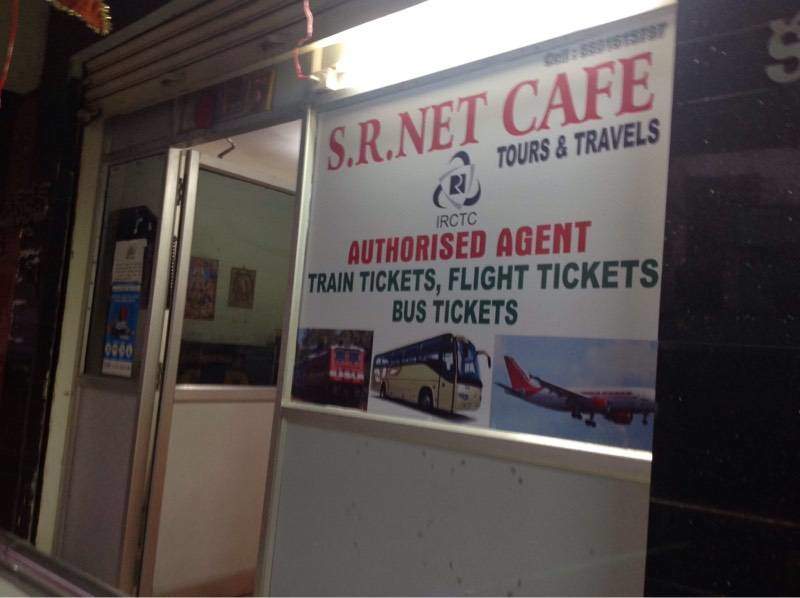 S.R.NET CAFE
TOURS & TRAVELS
IRCTC
AUTHORISED AGENT
TRAIN TICKETS, FLIGHT TICKETS
BUS TICKETS